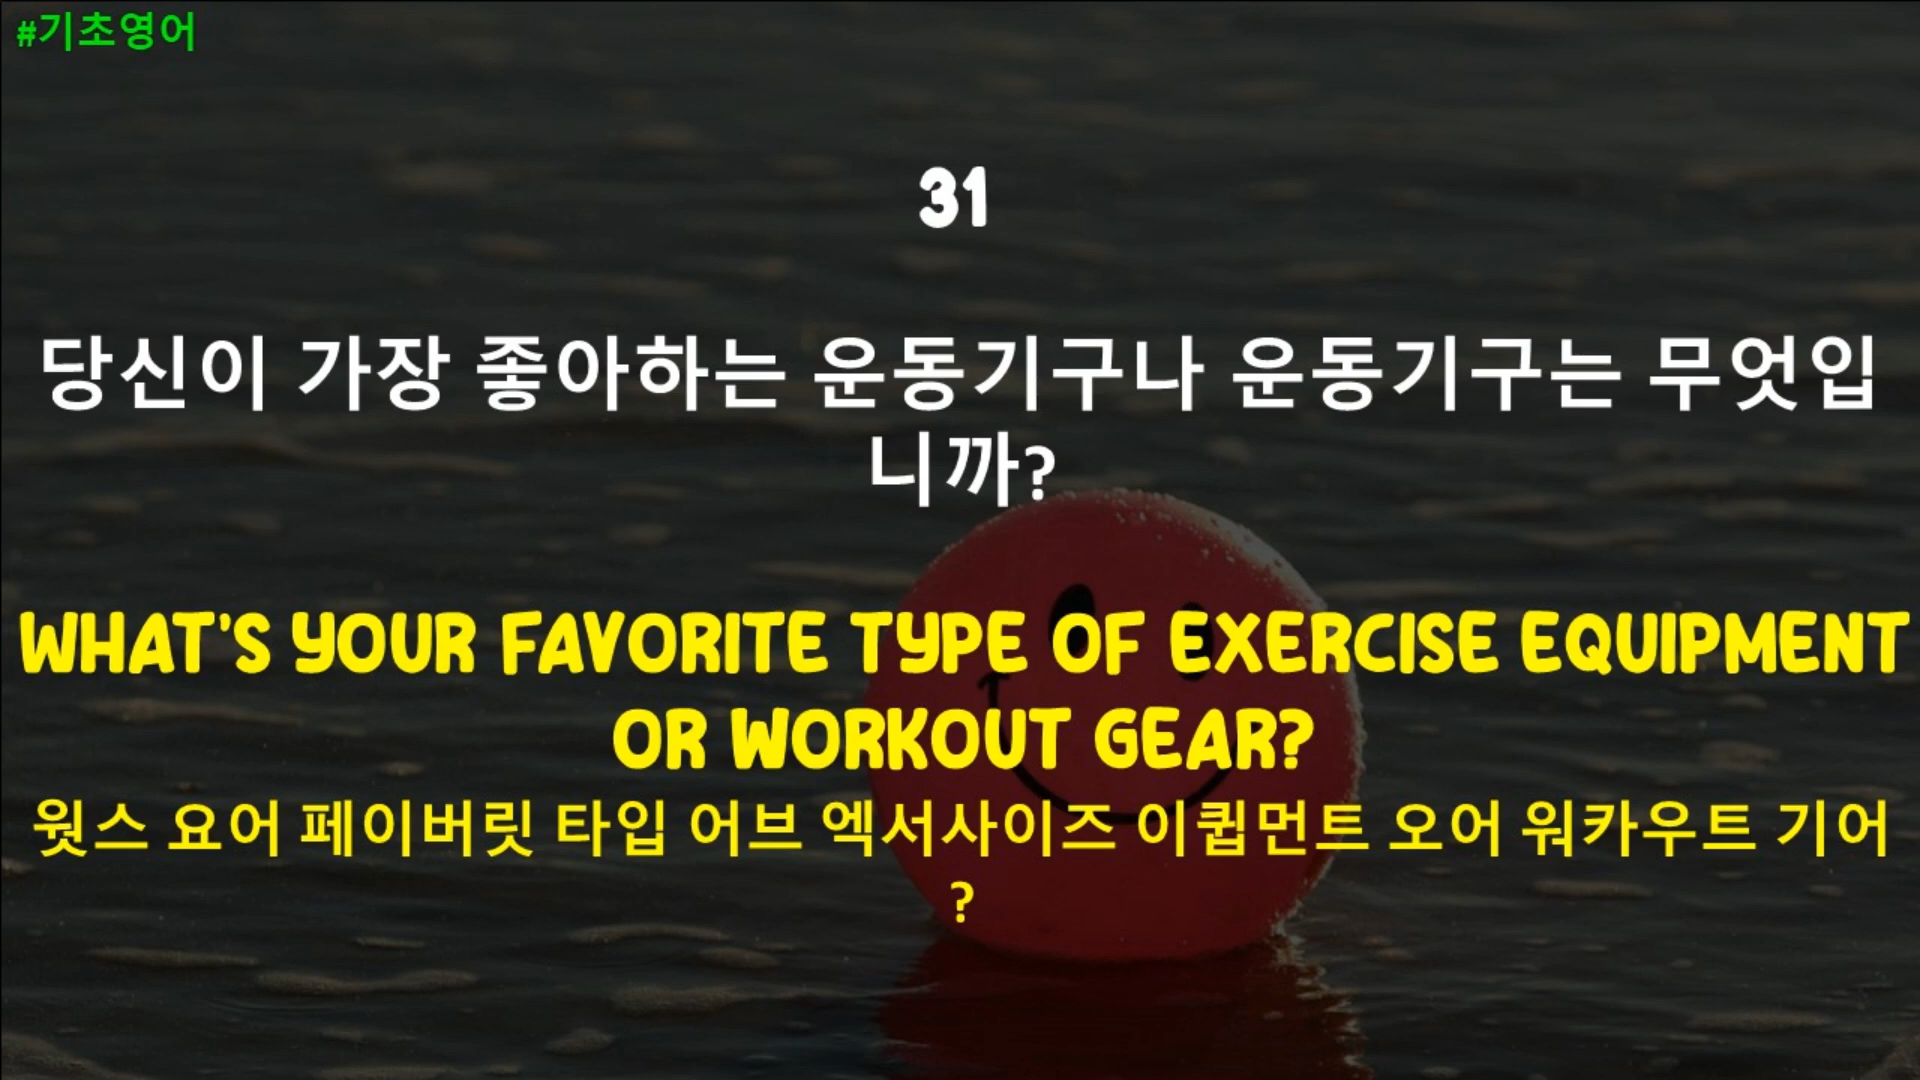 #기초영어
31
당신이 가장 좋아하는 운동기구나 운동기구는 무엇입
니까?
WHAT'S YOUR FAVORITE TYPE OF EXERCISE EQUIPMENT
OR WORKOUT GEAR?
웟스 요어 페이버릿 타입 어브 엑서사이즈 이큅먼트 오어 워카우트 기어
?